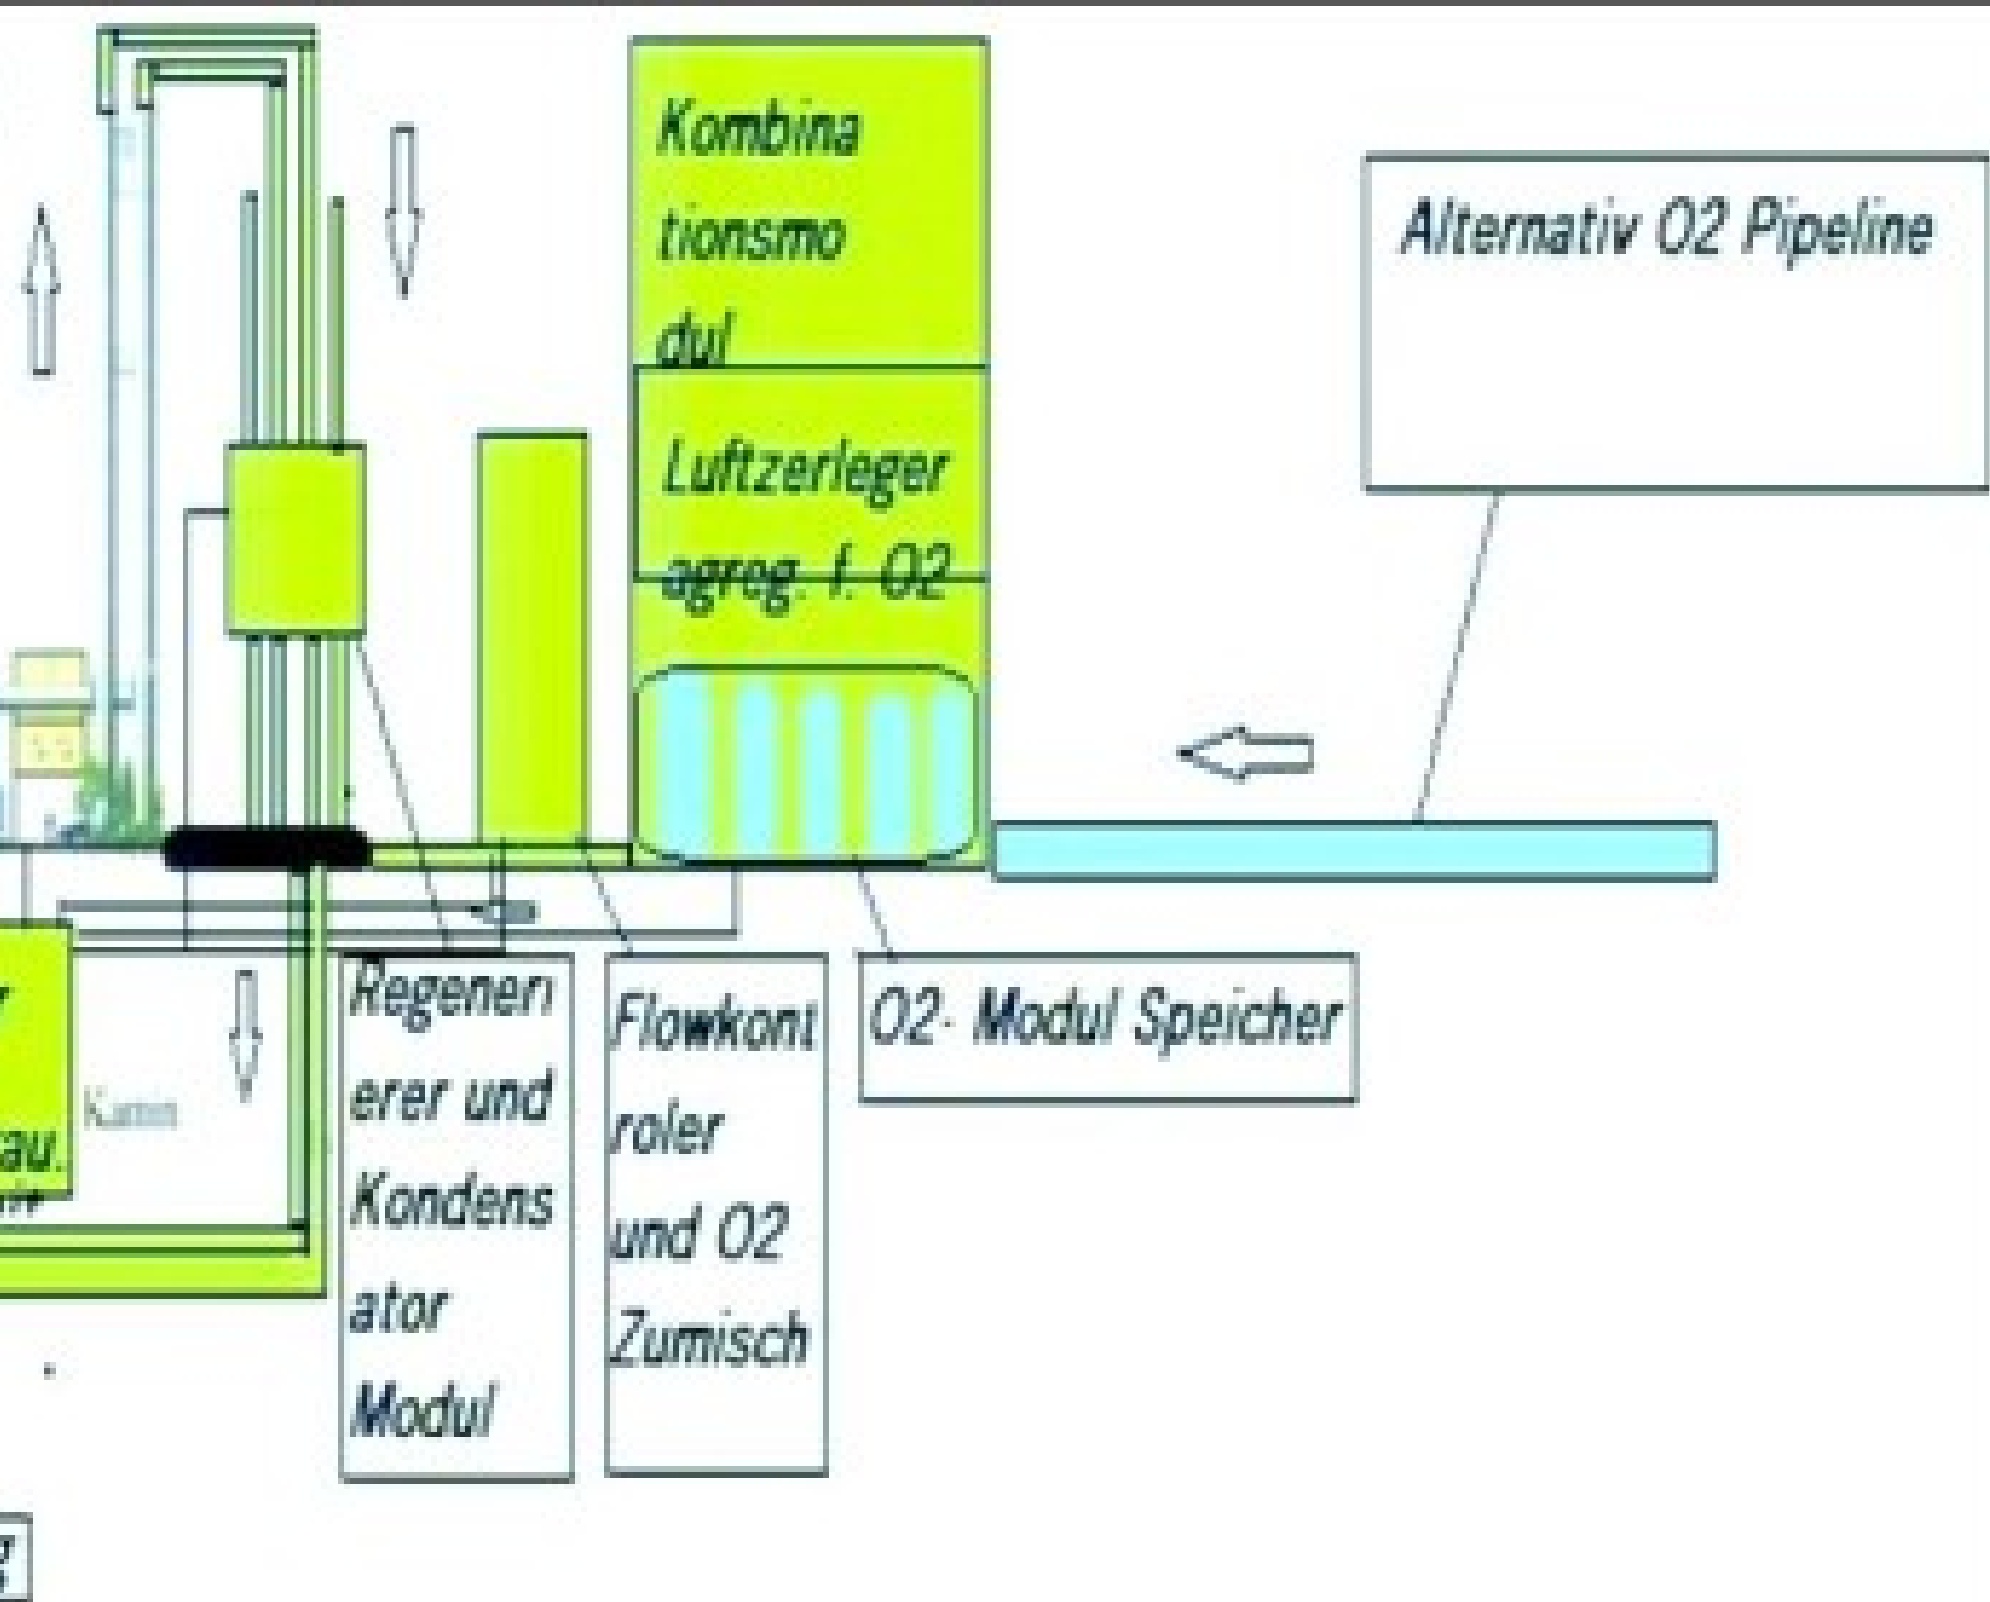 Kombina
tionsmo
dul
Luftzerleger
agreg. f. O2
Alternativ O2 Pipeline
Kamin
Regeneri
erer und
Kondens
ator
Modul
Flowkont
roler
und O2
Zumisch
O2- Modul Speicher
au.